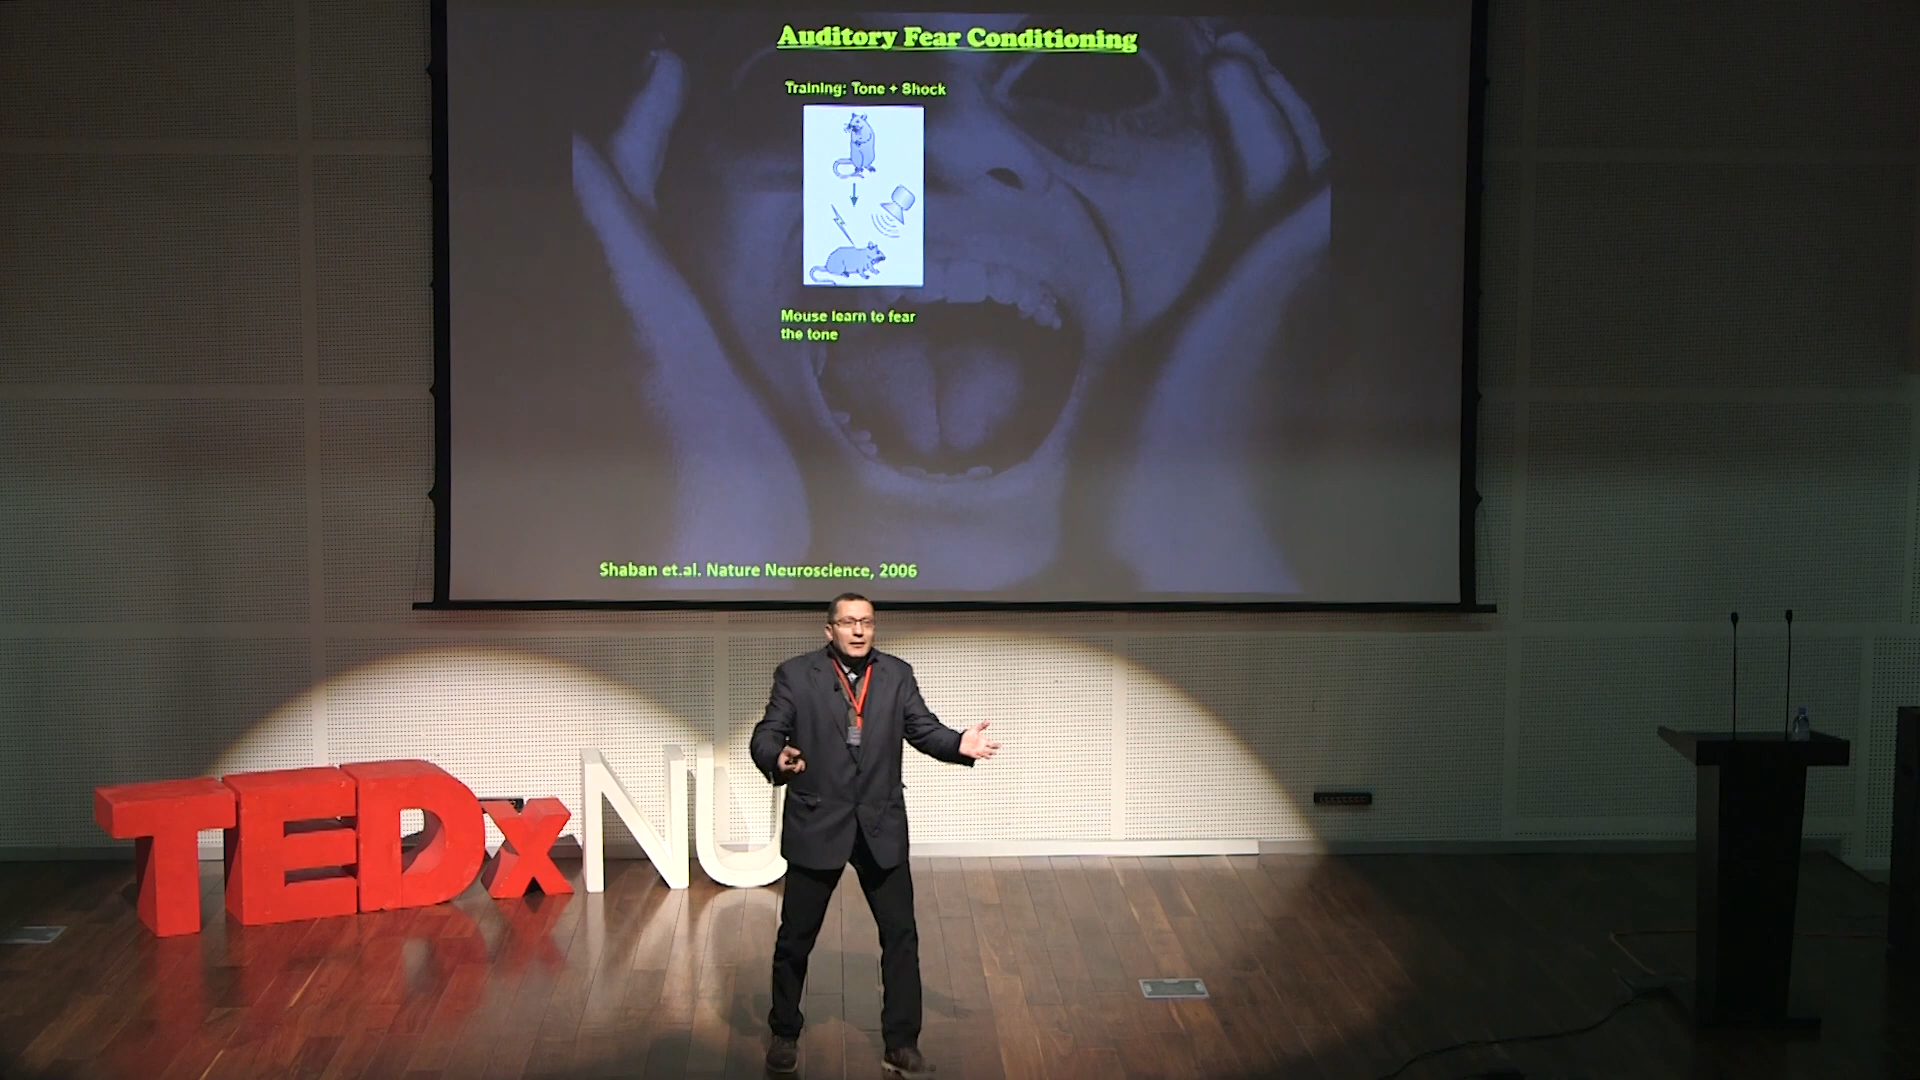 Auditory Fear Conditioning
Training: Tone + Shock
Mouse learn to fear
the tone
Shaban et.al. Nature Neuroscience, 2006
TEDxNU